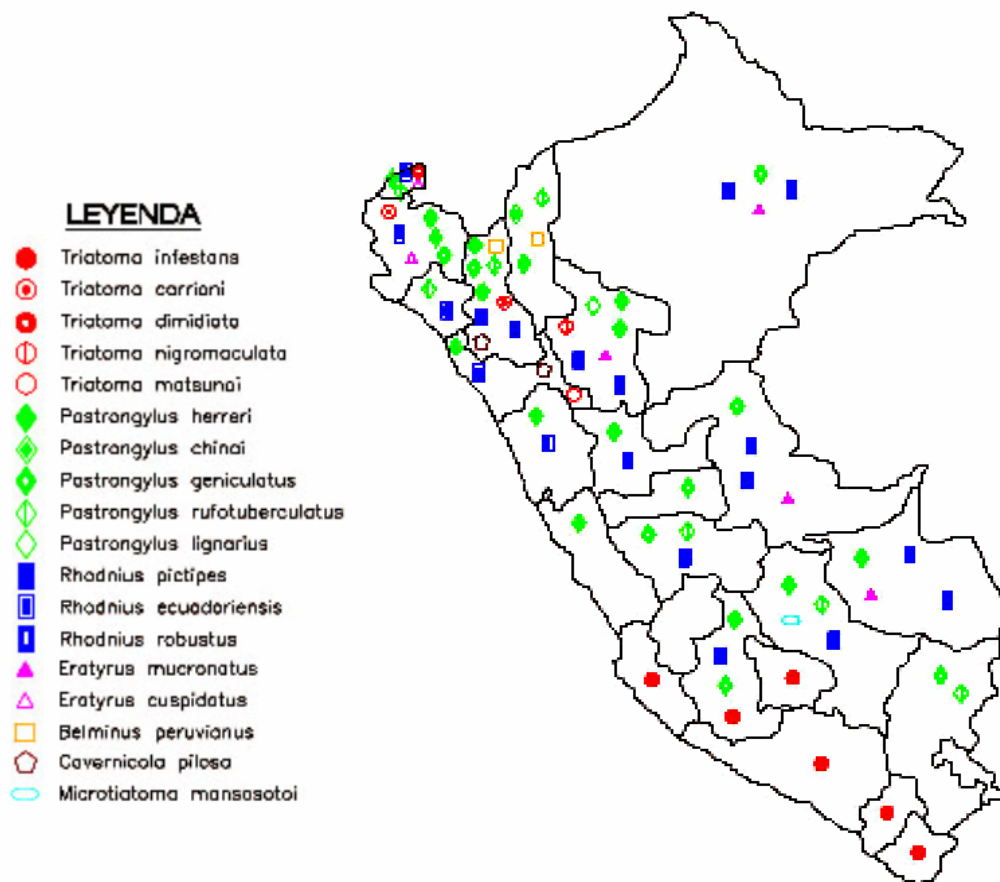 LEYENDA
Triatoma infestans
Triatoma carrioni
Triatoma dimidiata
Triatoma nigromaculata
Triatoma matsunoi
Pastrongylus herreri
Pastrongylus chinai
Pastrongylus geniculatus
Pastrongylus rufotuberculatus
Pastrongylus lignarius
Rhodnius pictipes
Rhodnius ecuadoriensis
Rhodnius robustus
Eratyrus mucronatus
Eratyrus cuspidatus
Belminus peruvianus
Cavernicola pilosa
Microtiatoma mansosotoi